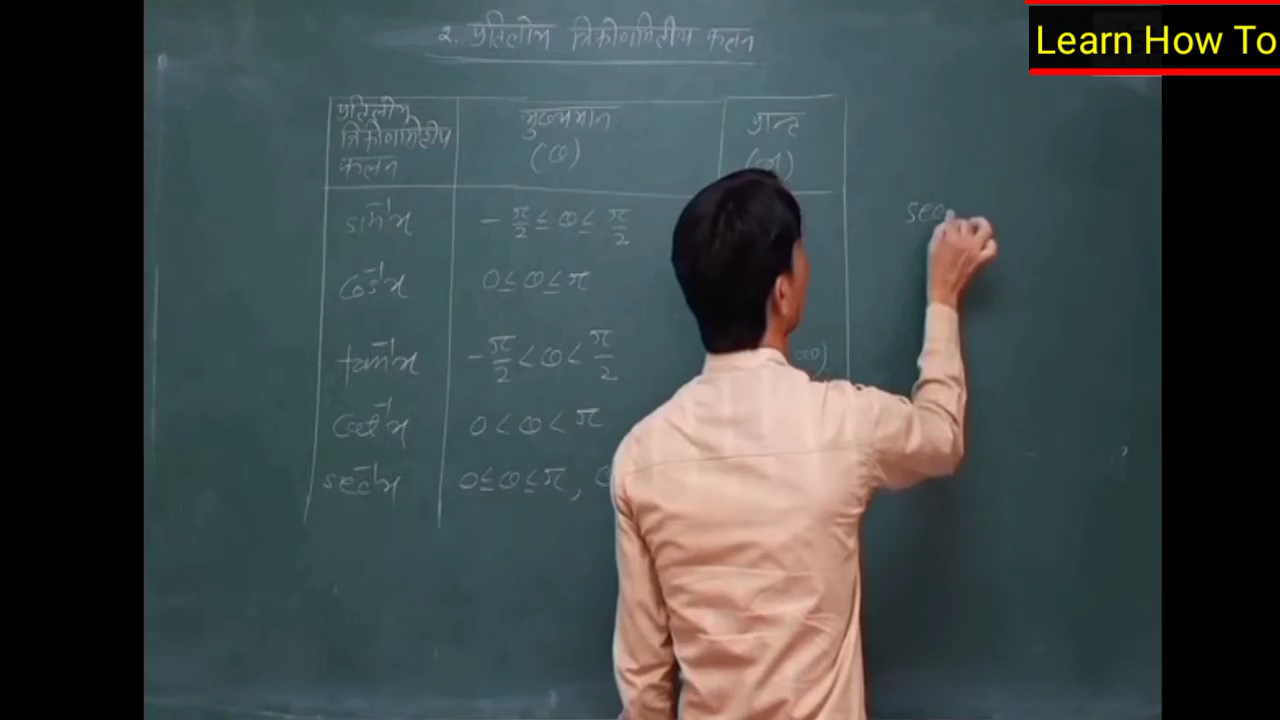 Learn How To
२. प्रतिलोम त्रिकोणमितीय फलन
प्रतिलोम त्रिकोणमितीय फलन
मुख्यमान (θ)
प्रान्त (x)
sin⁻¹x
- π/2 ≤ θ ≤ π/2
cos⁻¹x
0 ≤ θ ≤ π
tan⁻¹x
- π/2 < θ < π/2
∞)
cot⁻¹x
0 < θ < π
sec⁻¹x
0 ≤ θ ≤ π,
sec